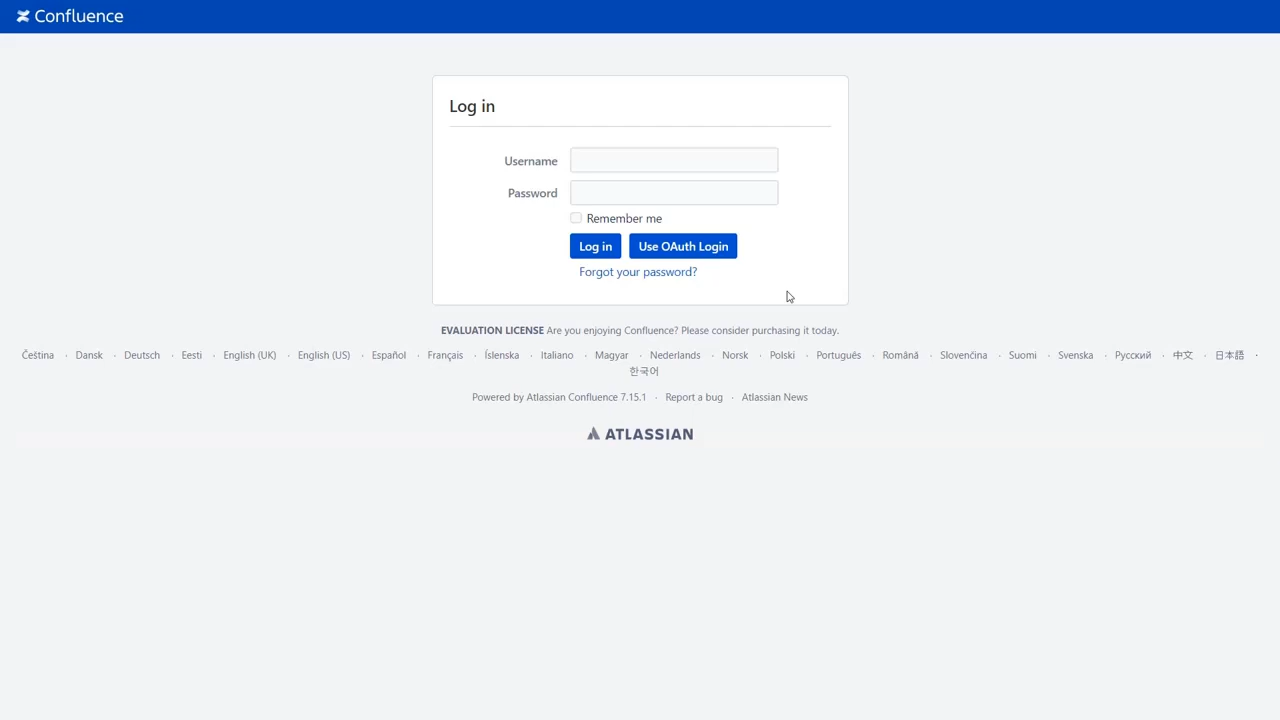 Confluence
Log in
Username
Password
Remember me
Log in Use OAuth Login
Forgot your password?
EVALUATION LICENSE Are you enjoying Confluence? Please consider purchasing it today.
Čeština · Dansk · Deutsch · Eesti · English (UK) · English (US) · Español · Français · Íslenska · Italiano · Magyar · Nederlands · Norsk · Polski · Português · Română · Slovenčina · Suomi · Svenska · Русский · 中文 · 日本語 ·
한국어
Powered by Atlassian Confluence 7.15.1 · Report a bug · Atlassian News
ATLASSIAN